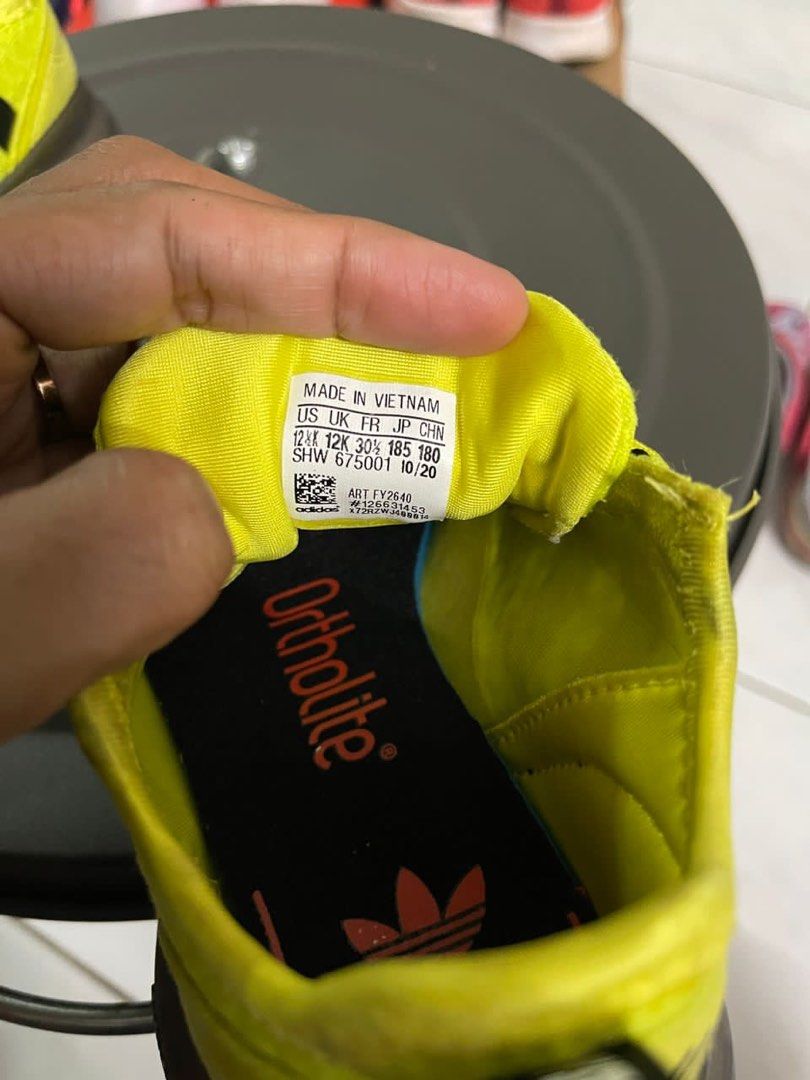 MADE IN VIETNAM
US UK FR JP CHN
12½K 12K 30½ 185 180
SHW 675001 10/20
ART FY2640
#126631453
adidas
Ortholite®